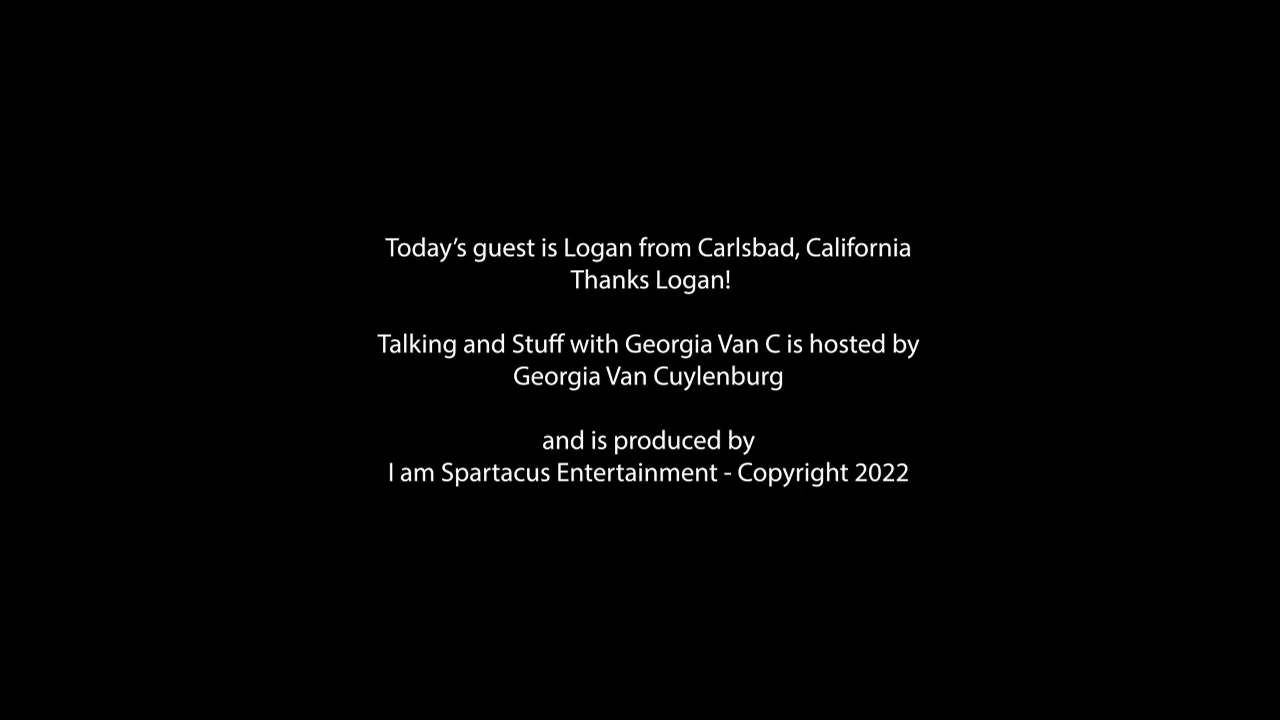 Today’s guest is Logan from Carlsbad, California
Thanks Logan!
Talking and Stuff with Georgia Van C is hosted by
Georgia Van Cuylenburg
and is produced by
I am Spartacus Entertainment - Copyright 2022